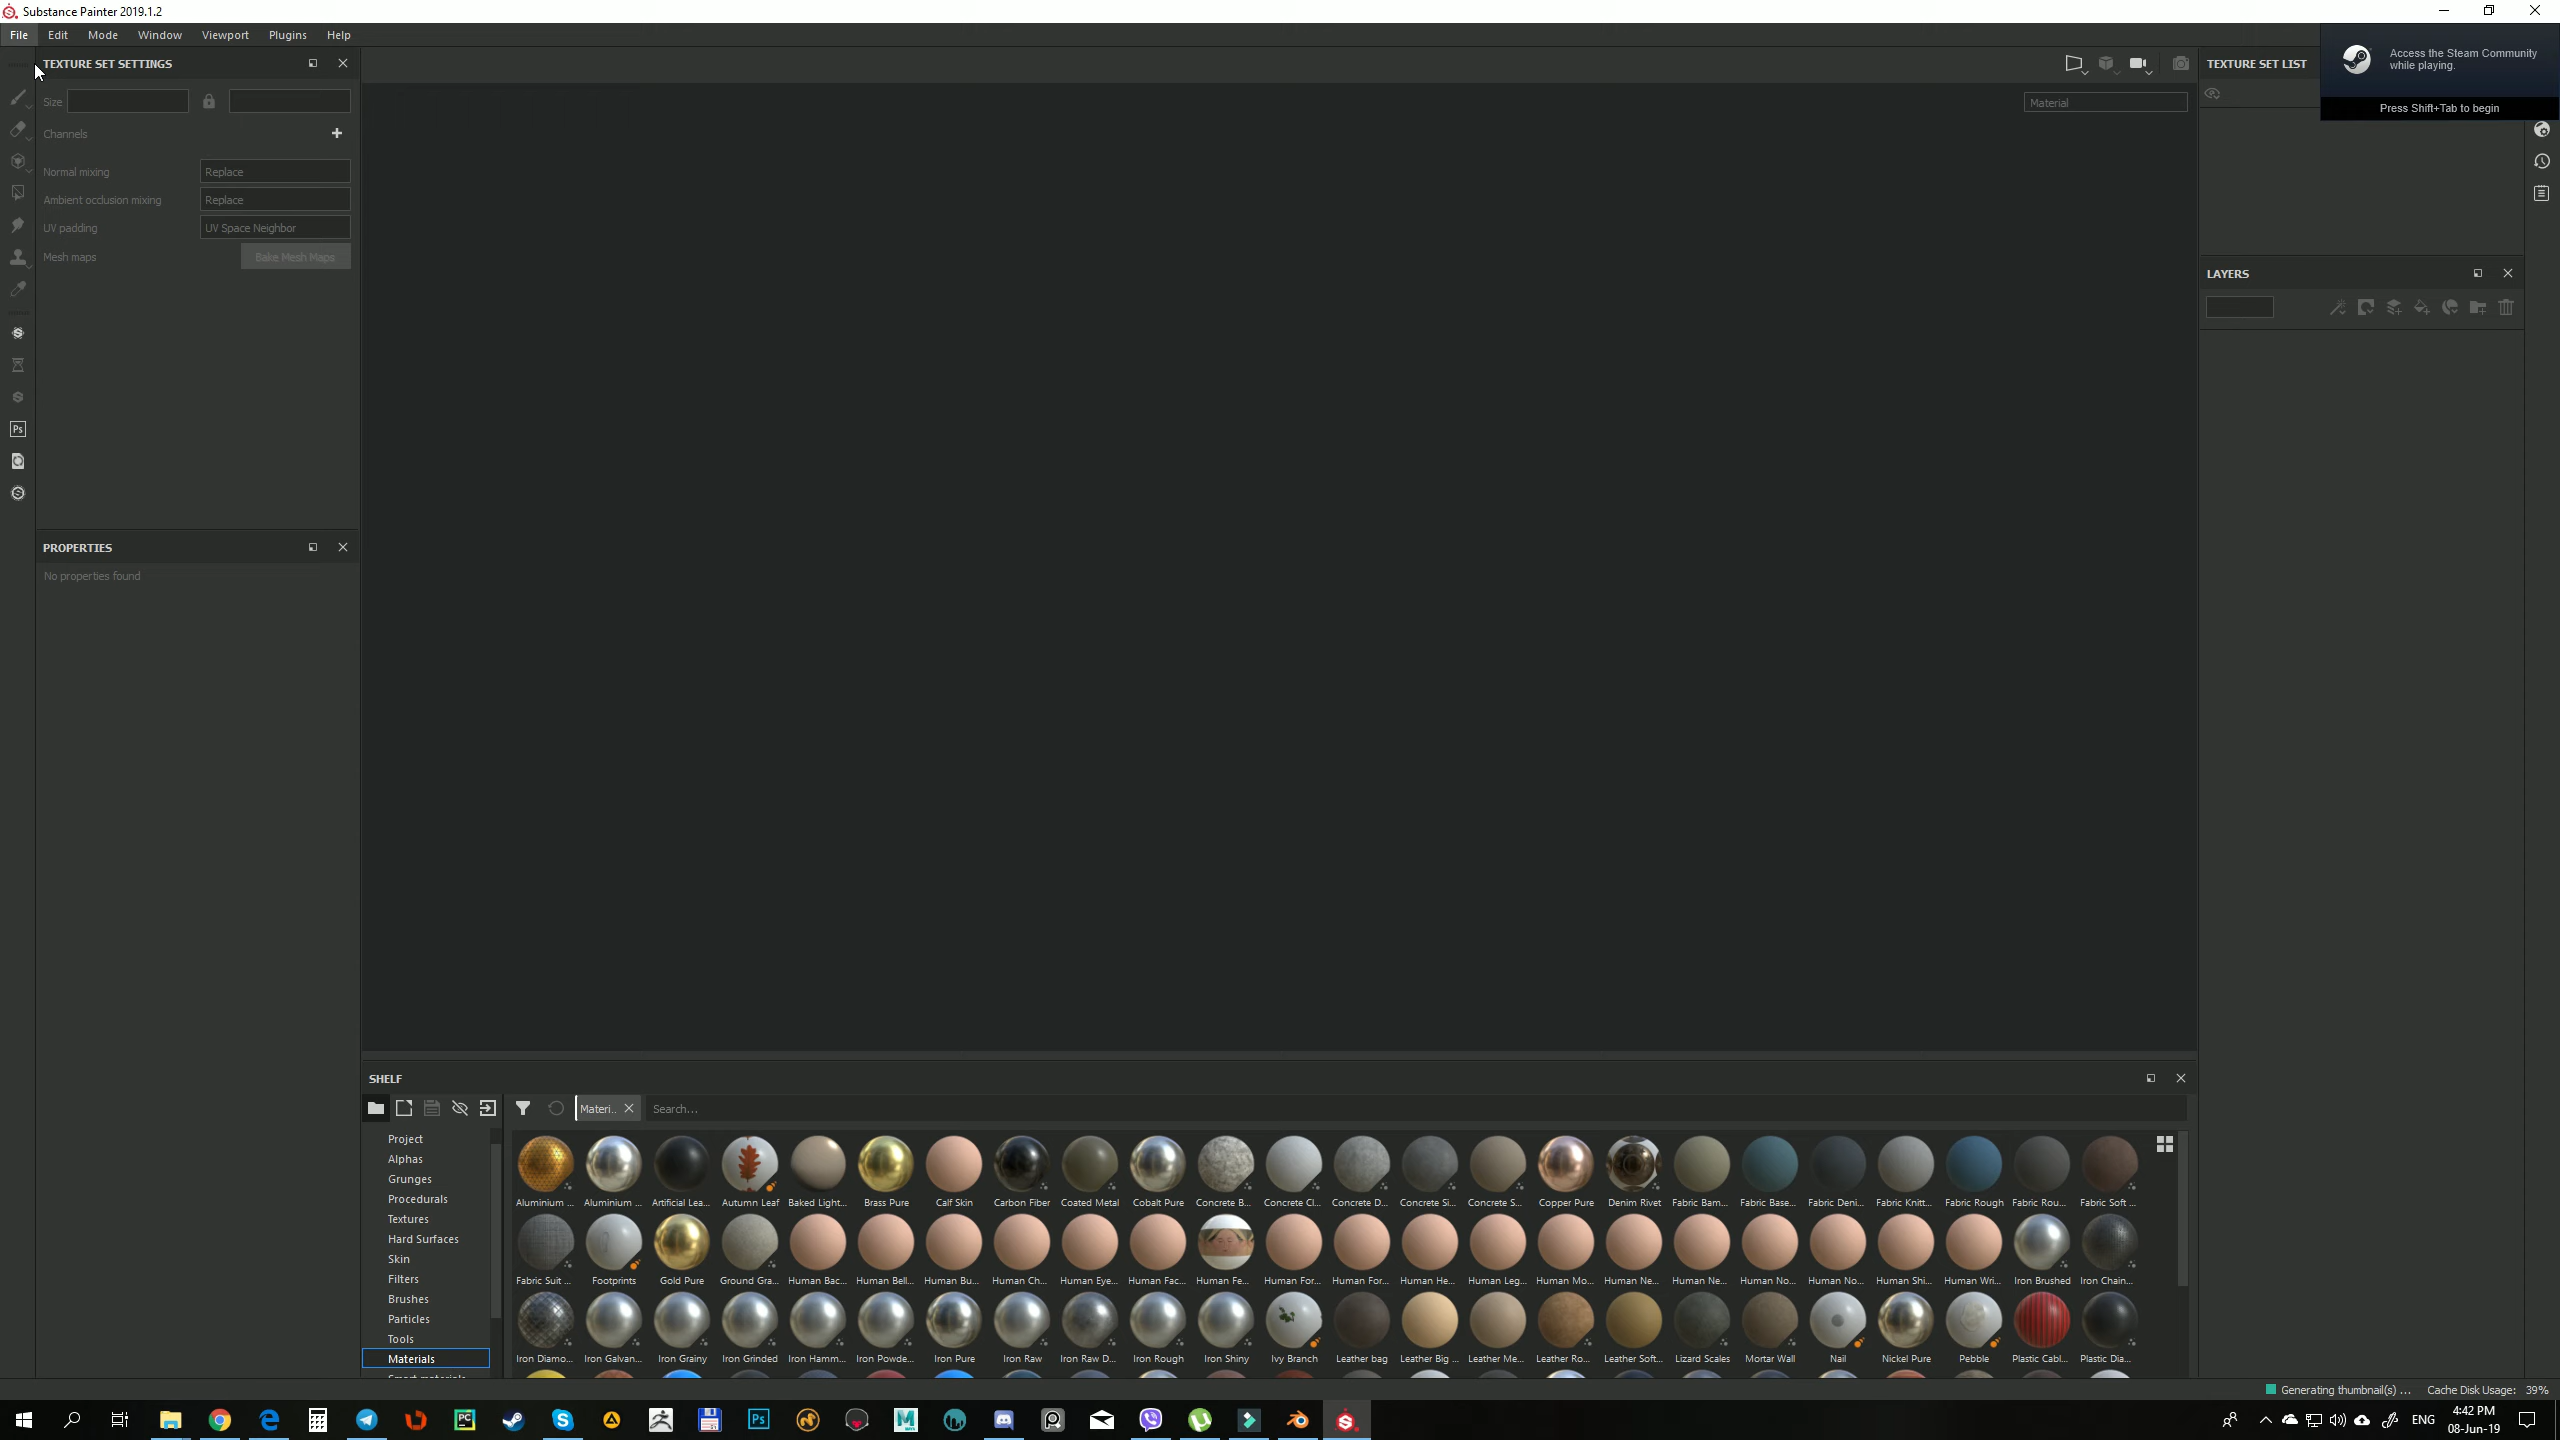 Substance Painter 2019.1.2
File Edit Mode Window Viewport Plugins Help
TEXTURE SET SETTINGS
Size
Channels
Normal mixing Replace
Ambient occlusion mixing Replace
UV padding UV Space Neighbor
Mesh maps Bake Mesh Maps
PROPERTIES
No properties found
Material
TEXTURE SET LIST
Access the Steam Community
while playing.
Press Shift+Tab to begin
LAYERS
SHELF
Materi.. Search...
Project
Alphas
Grunges
Procedurals
Textures
Hard Surfaces
Skin
Filters
Brushes
Particles
Tools
Materials
Aluminium ... Aluminium ... Artificial Lea... Autumn Leaf Baked Light... Brass Pure Calf Skin Carbon Fiber Coated Metal Cobalt Pure Concrete B... Concrete Cl... Concrete D... Concrete Si... Concrete S... Copper Pure Denim Rivet Fabric Bam... Fabric Base... Fabric Deni... Fabric Knitt... Fabric Rough Fabric Rou... Fabric Soft ...
Fabric Suit ... Footprints Gold Pure Ground Gra... Human Bac... Human Bell... Human Bu... Human Ch... Human Eye... Human Fac... Human Fe... Human For... Human For... Human He... Human Leg... Human Mo... Human Ne... Human Ne... Human No... Human No... Human Shi... Human Wri... Iron Brushed Iron Chain...
Iron Diamo... Iron Galvan... Iron Grainy Iron Grinded Iron Hamm... Iron Powde... Iron Pure Iron Raw Iron Raw D... Iron Rough Iron Shiny Ivy Branch Leather bag Leather Big ... Leather Me... Leather Ro... Leather Soft... Lizard Scales Mortar Wall Nail Nickel Pure Pebble Plastic Cabl... Plastic Dia...
Generating thumbnail(s) ... Cache Disk Usage: 39%
ENG
4:42 PM
08-Jun-19